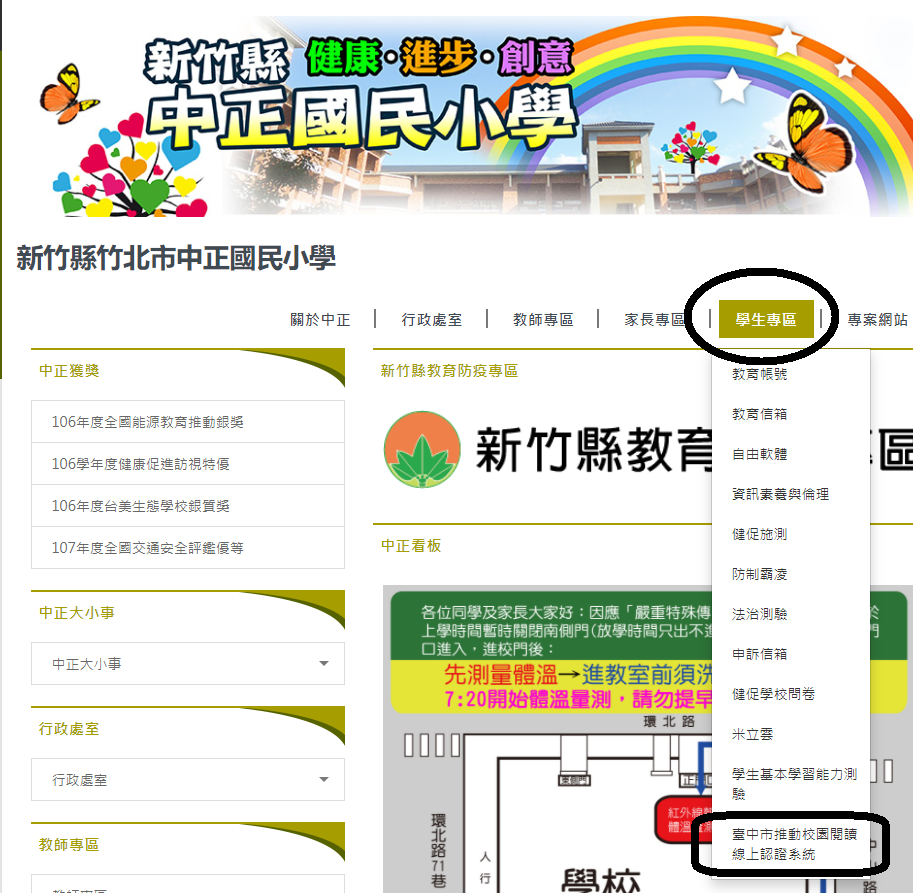 新竹縣 健康·進步·創意
中正國民小學
新竹縣竹北市中正國民小學
關於中正
行政處室
教師專區
家長專區
學生專區
專案網站
中正獲獎
106年度全國能源教育推動銀獎
106學年度健康促進訪視特優
106年度台美生態學校銀質獎
107年度全國交通安全評鑑優等
中正大小事
中正大小事
行政處室
行政處室
教師專區
新竹縣教育防疫專區
新竹縣教育
區
中正看板
各位同學及家長大家好：因應「嚴重特殊傳
於
上學時間暫時關閉南側門(放學時間只出不進
門
口進入，進校門後：
先測量體溫→進教室前須洗
7:20開始體溫量測，請勿提早
環北路
東側門
正門口
紅外線
體溫
環北路71巷
人行
學校
路
教育帳號
教育信箱
自由軟體
資訊素養與倫理
健促施測
防制霸凌
法治測驗
申訴信箱
健促學校問卷
米立雲
學生基本學習能力測
驗
臺中市推動校園閱讀
線上認證系統